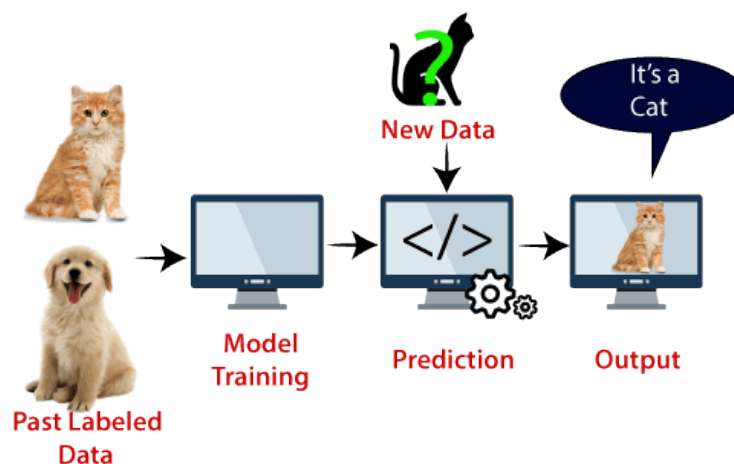 ?
New Data
It's a
Cat
</>
Model
Training
Prediction
Output
Past Labeled
Data